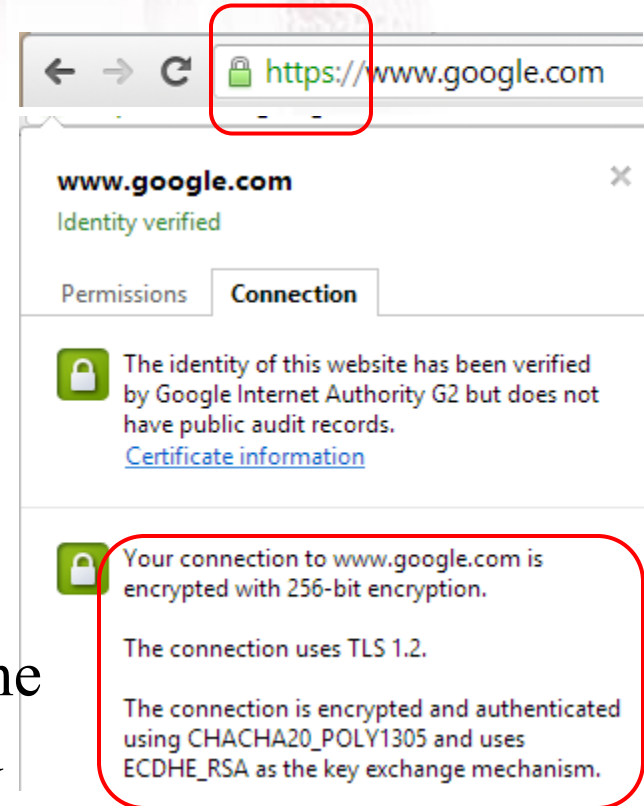 https://www.google.com
www.google.com
Identity verified
Permissions Connection
The identity of this website has been verified
by Google Internet Authority G2 but does not
have public audit records.
Certificate information
Your connection to www.google.com is
encrypted with 256-bit encryption.
The connection uses TLS 1.2.
ne
The connection is encrypted and authenticated
using CHACHA20_POLY1305 and uses
ECDHE_RSA as the key exchange mechanism.